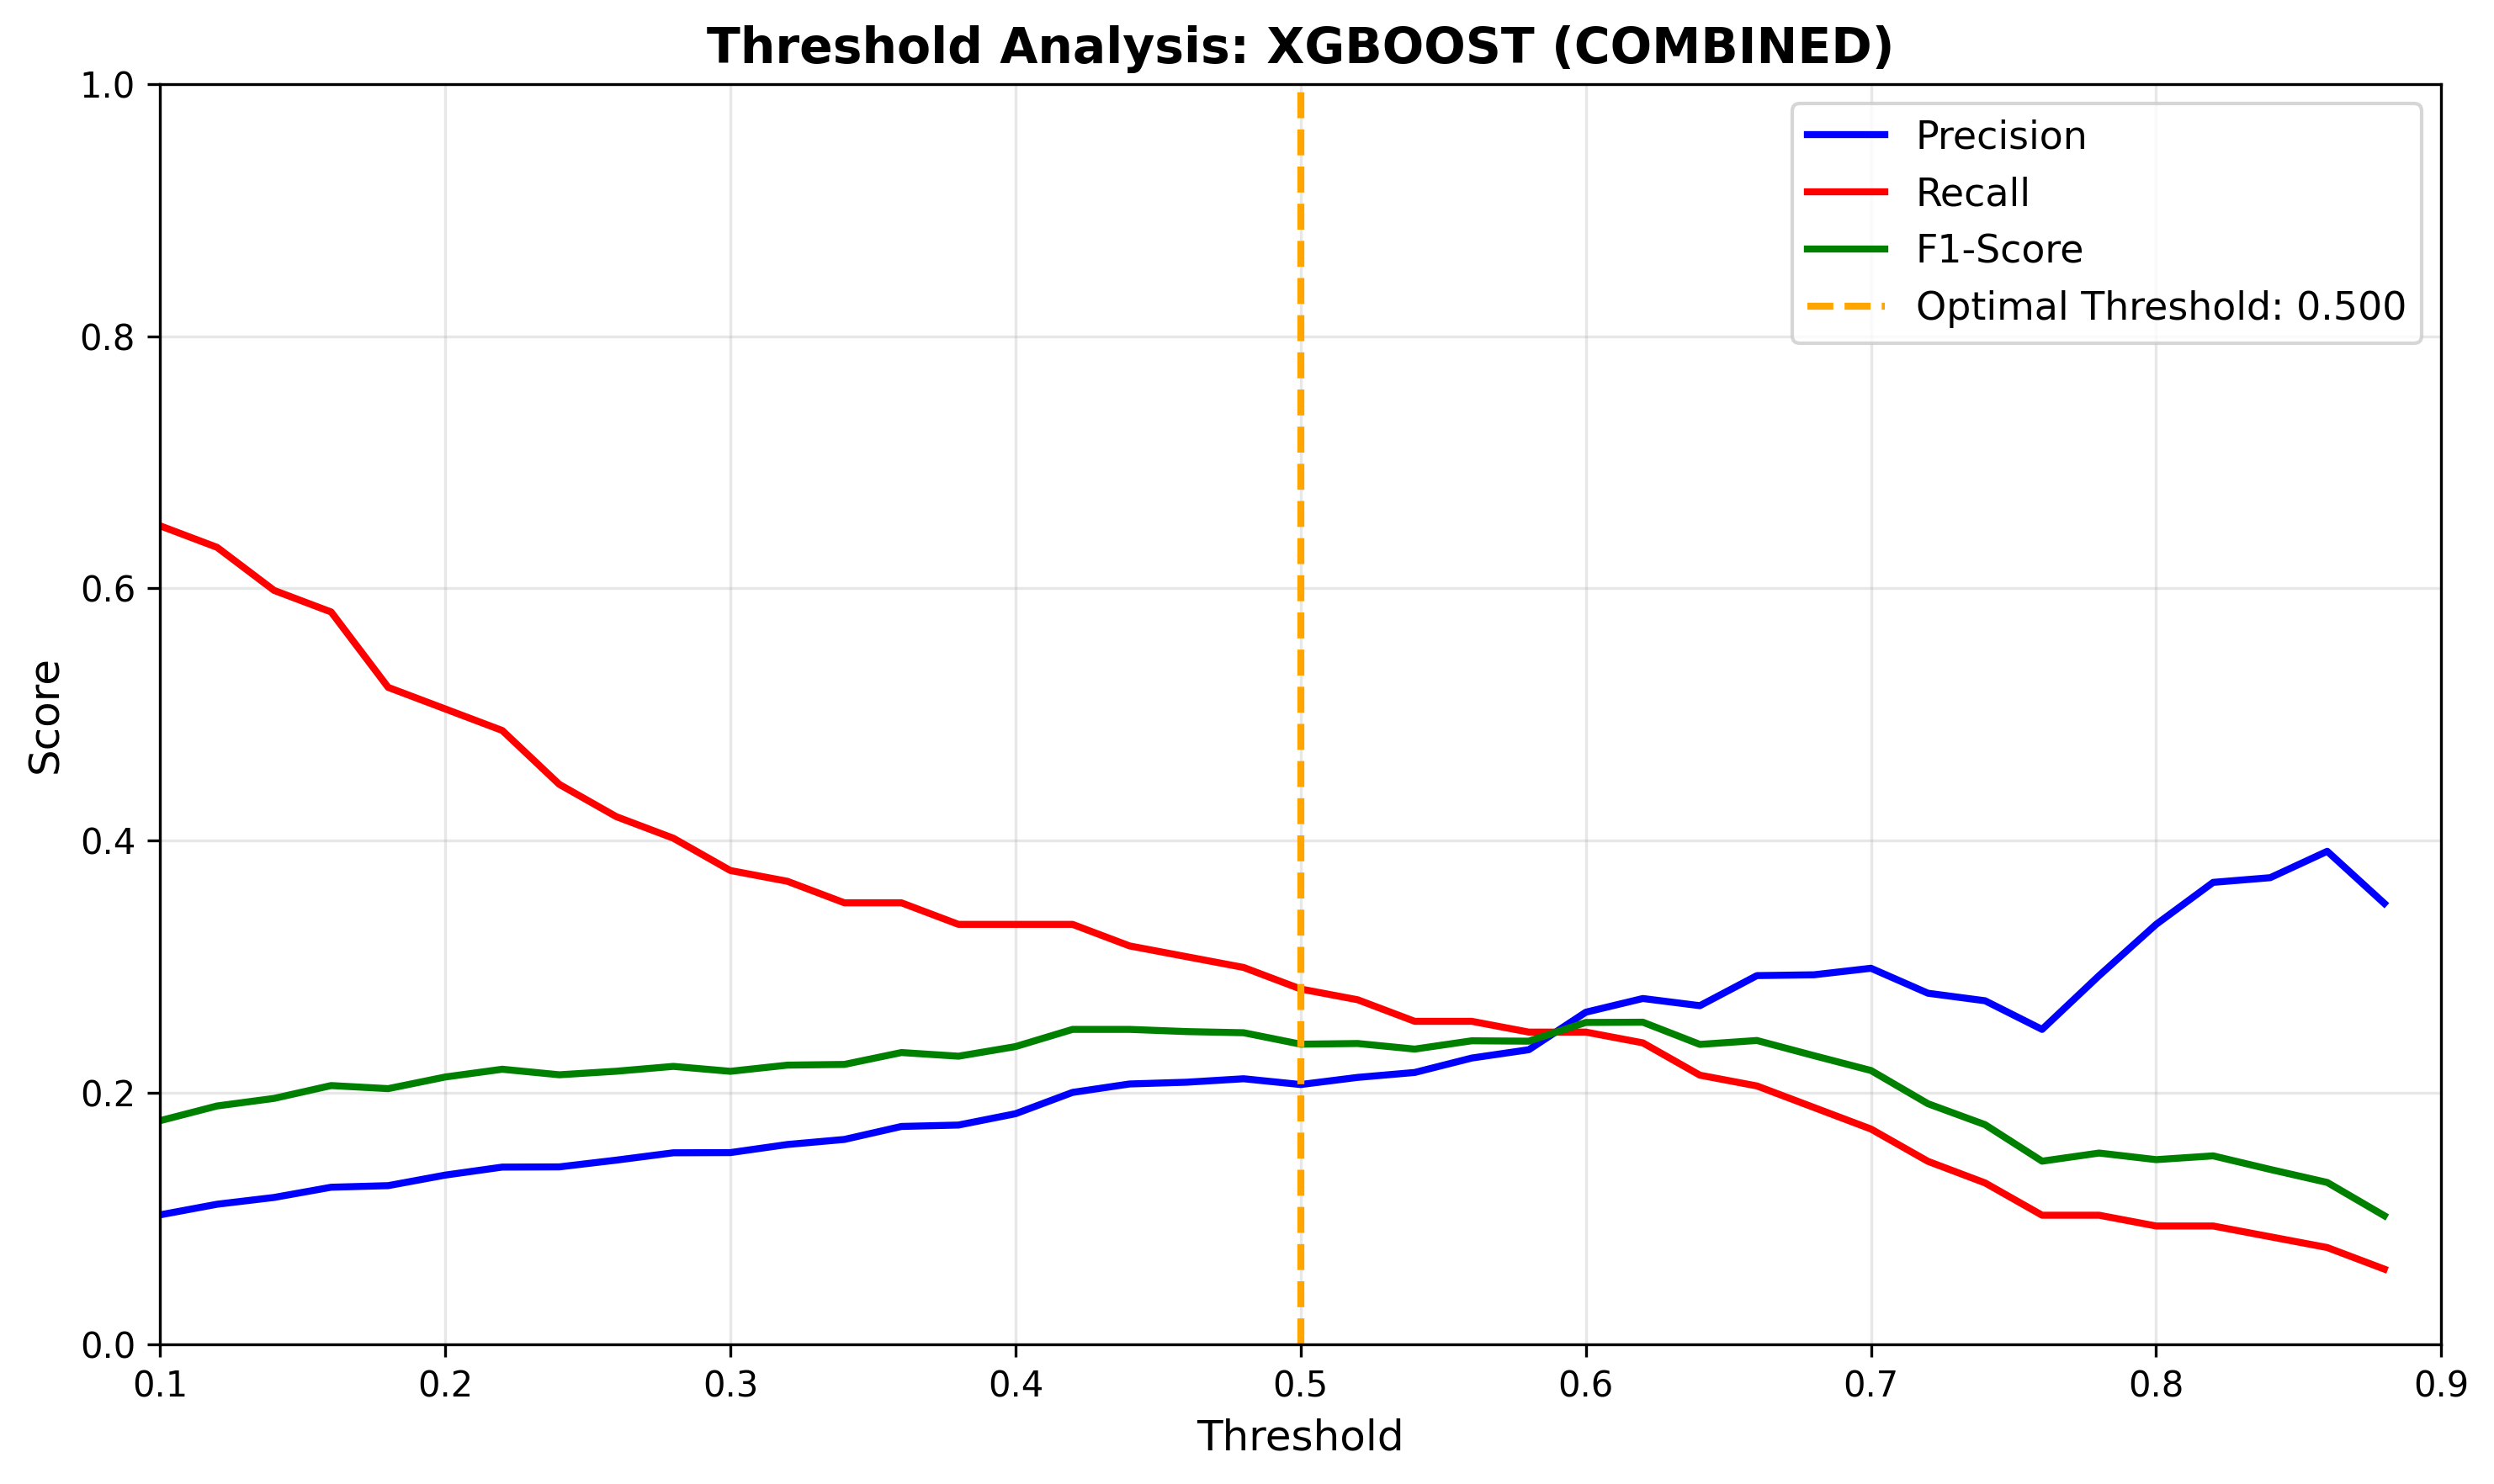 Threshold Analysis: XGBOOST (COMBINED)
1.0
0.8
0.6
0.4
0.2
0.0
Score
Precision
Recall
F1-Score
Optimal Threshold: 0.500
0.1 0.2 0.3 0.4 0.5 0.6 0.7 0.8 0.9
Threshold